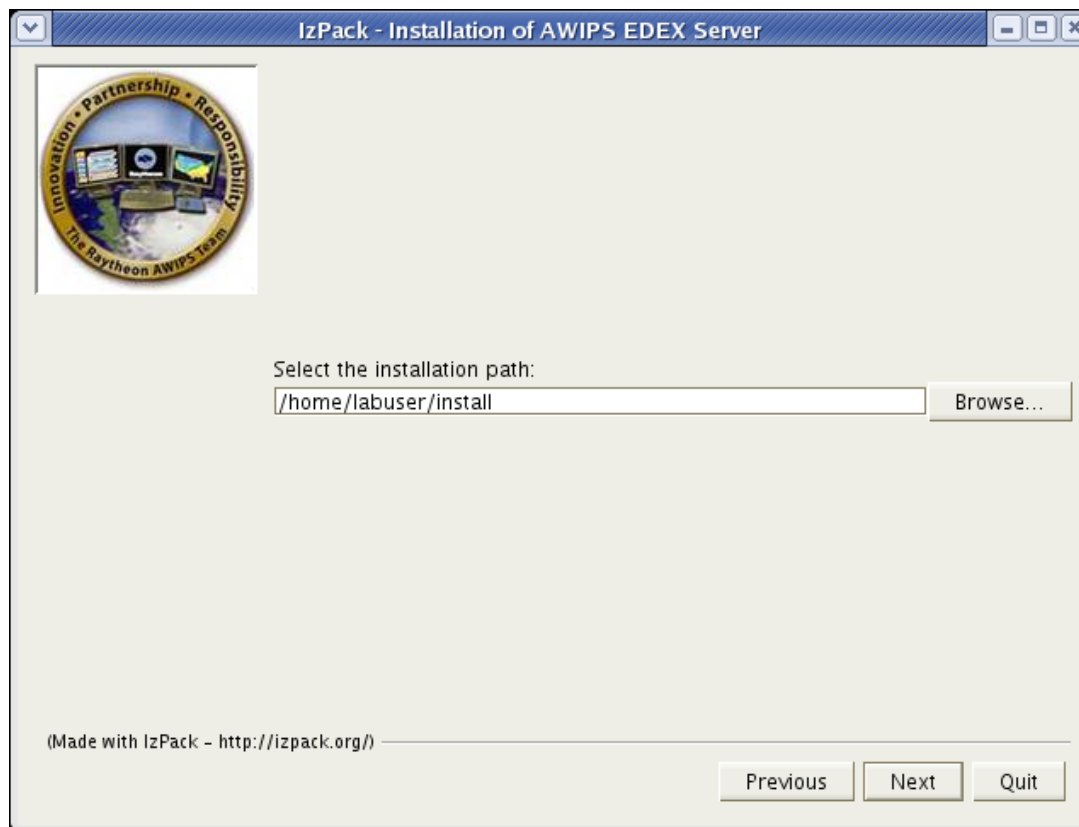 IzPack - Installation of AWIPS EDEX Server
Innovation • Partnership • Responsibility
The Raytheon AWIPS Team
Raytheon
Select the installation path:
/home/labuser/install
Browse...
(Made with IzPack - http://izpack.org/)
Previous
Next
Quit